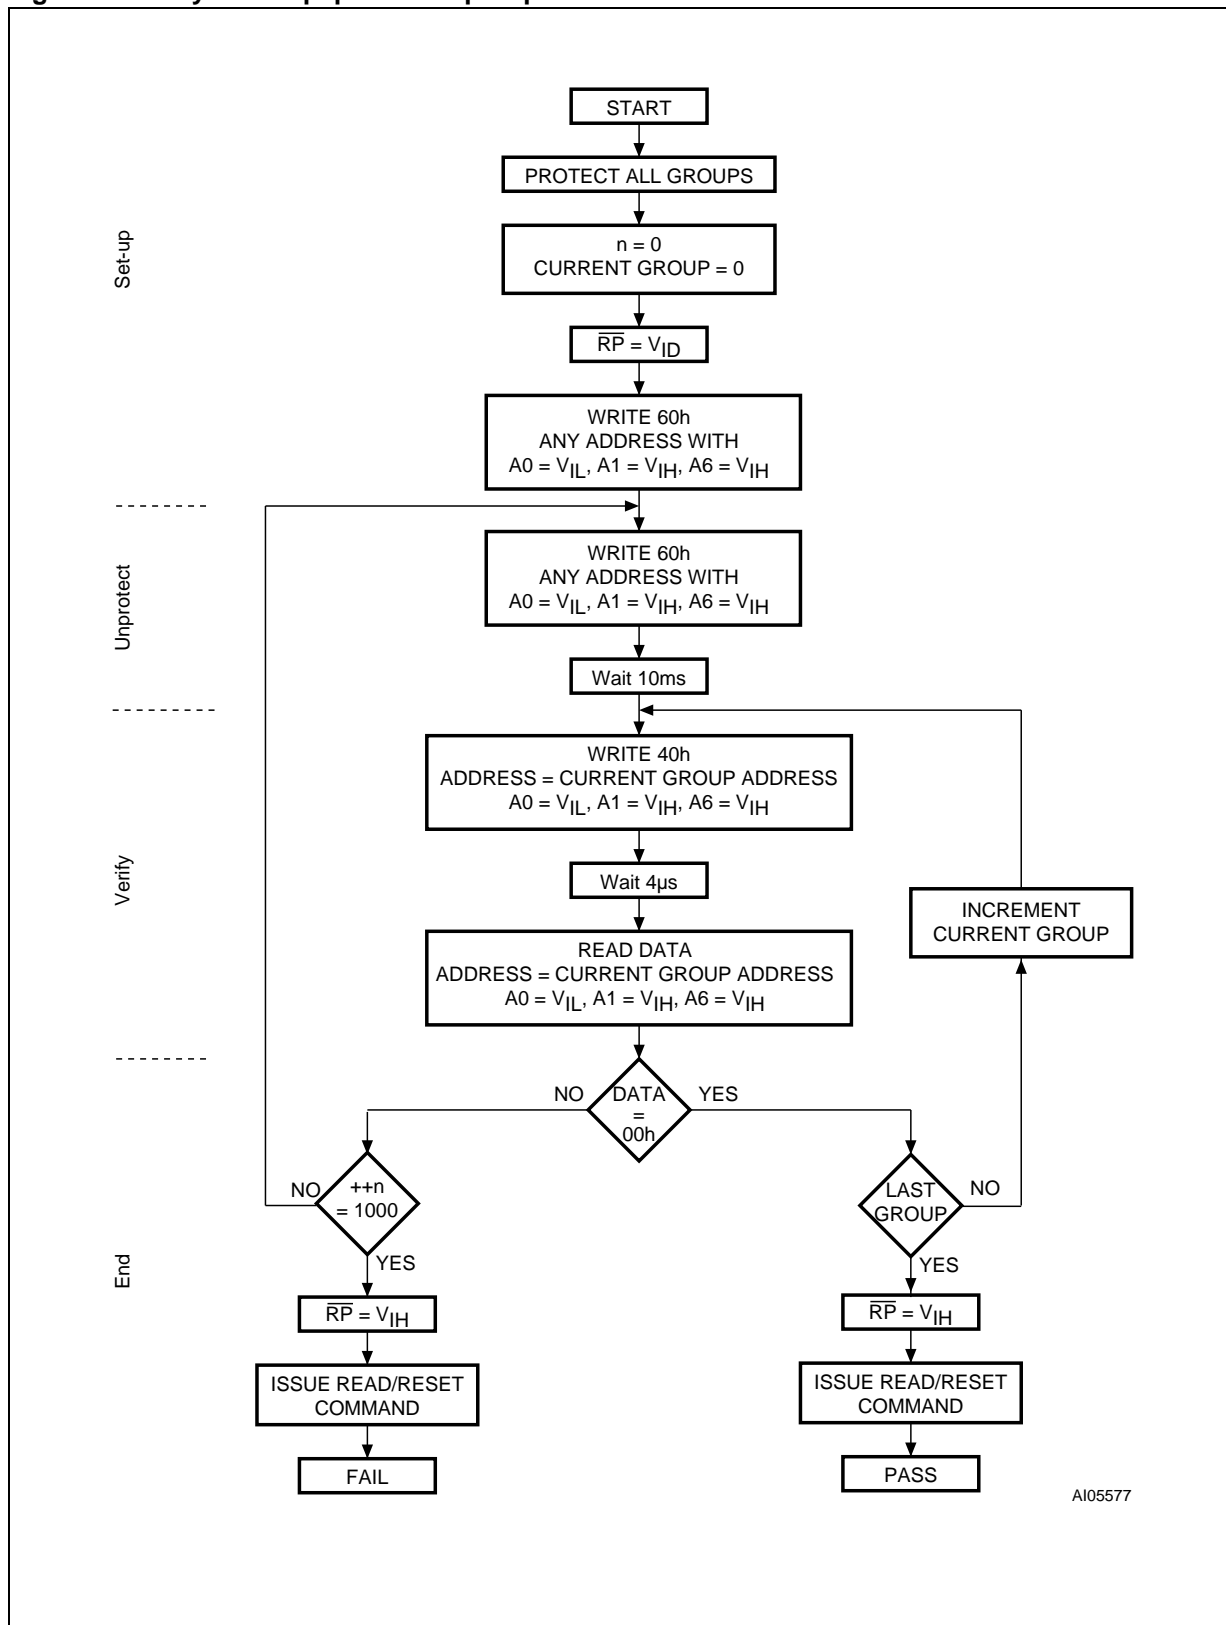 START
PROTECT ALL GROUPS
n = 0
CURRENT GROUP = 0
Set-up
RP = VID
WRITE 60h
ANY ADDRESS WITH
A0 = VIL, A1 = VIH, A6 = VIH
WRITE 60h
ANY ADDRESS WITH
A0 = VIL, A1 = VIH, A6 = VIH
Unprotect
Wait 10ms
WRITE 40h
ADDRESS = CURRENT GROUP ADDRESS
A0 = VIL, A1 = VIH, A6 = VIH
Verify
Wait 4µs
INCREMENT
CURRENT GROUP
READ DATA
ADDRESS = CURRENT GROUP ADDRESS
A0 = VIL, A1 = VIH, A6 = VIH
NO
DATA
=
00h
YES
NO
++n
= 1000
LAST
GROUP
NO
YES
YES
End
RP = VIH
RP = VIH
ISSUE READ/RESET
COMMAND
ISSUE READ/RESET
COMMAND
FAIL
PASS
AI05577